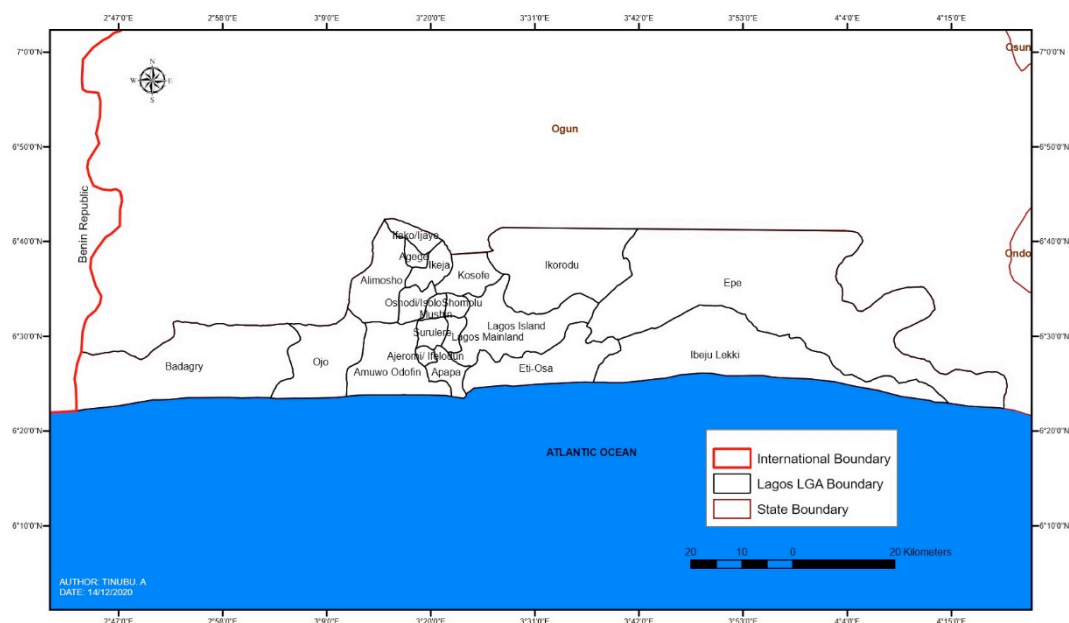 2°47'0"E 2°58'0"E 3°9'0"E 3°20'0"E 3°31'0"E 3°42'0"E 3°53'0"E 4°4'0"E 4°15'0"E
7°0'0"N
Osun
7°0'0"N
N
W E
S
Ogun
6°50'0"N
6°50'0"N
Benin Republic
6°40'0"N
Ifako/Ijaye
6°40'0"N
Agege
Ikeja
Ikorodu
Ondo
Kosofe
Alimosho
Epe
Oshodi/Isolo
Shomolu
Mushin
Lagos Island
6°30'0"N
Surulere
Lagos Mainland
6°30'0"N
Badagry
Ojo
Ajeromi/ Ifelodun
Ibeju Lekki
Amuwo Odofin
Apapa
Eti-Osa
6°20'0"N
6°20'0"N
ATLANTIC OCEAN
International Boundary
Lagos LGA Boundary
State Boundary
6°10'0"N
6°10'0"N
20 10 0 20 Kilometers
AUTHOR: TINUBU. A
DATE: 14/12/2020
2°47'0"E 2°58'0"E 3°9'0"E 3°20'0"E 3°31'0"E 3°42'0"E 3°53'0"E 4°4'0"E 4°15'0"E